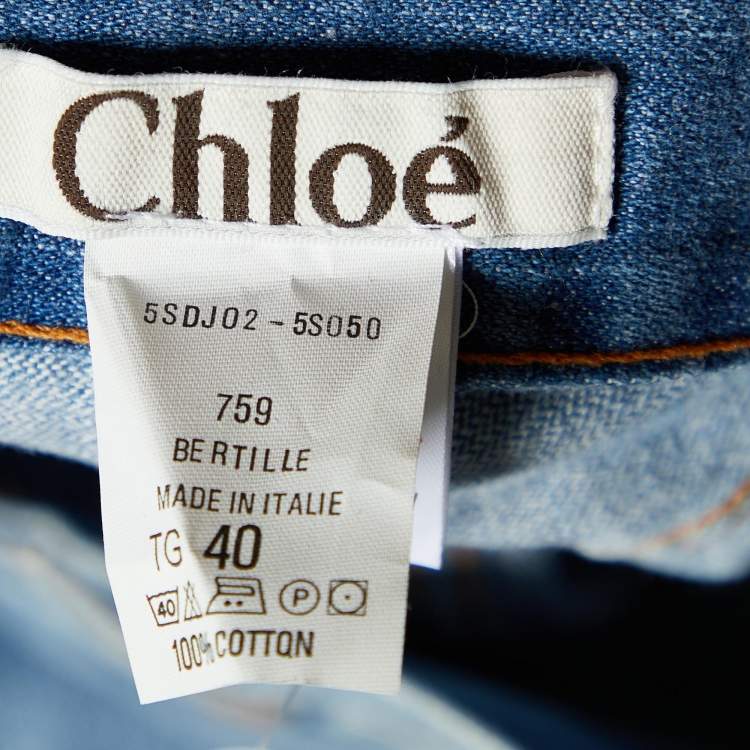 Chloé
5SDJ02-5S050
759
BERTILLE
MADE IN ITALIE
TG 40
40 P
100% COTTON